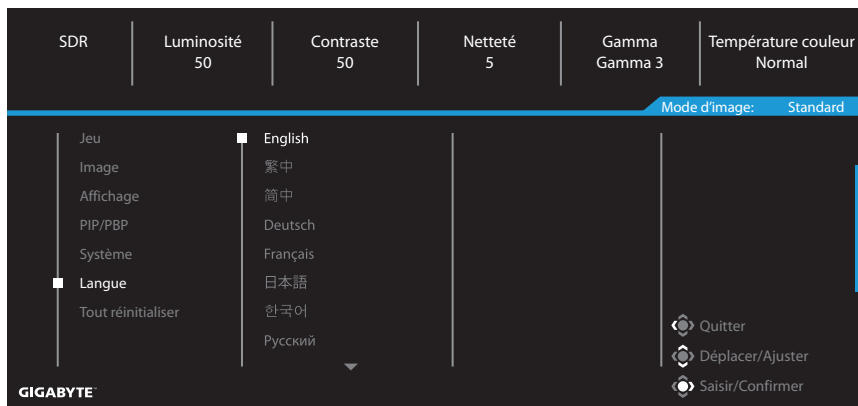 SDR
Luminosité
50
Contraste
50
Netteté
5
Gamma
Gamma 3
Température couleur
Normal
Mode d'image: Standard
Jeu
Image
Affichage
PIP/PBP
Système
Langue
Tout réinitialiser
English
繁中
简中
Deutsch
Français
日本語
한국어
Русский
Quitter
Déplacer/Ajuster
Saisir/Confirmer
GIGABYTE™